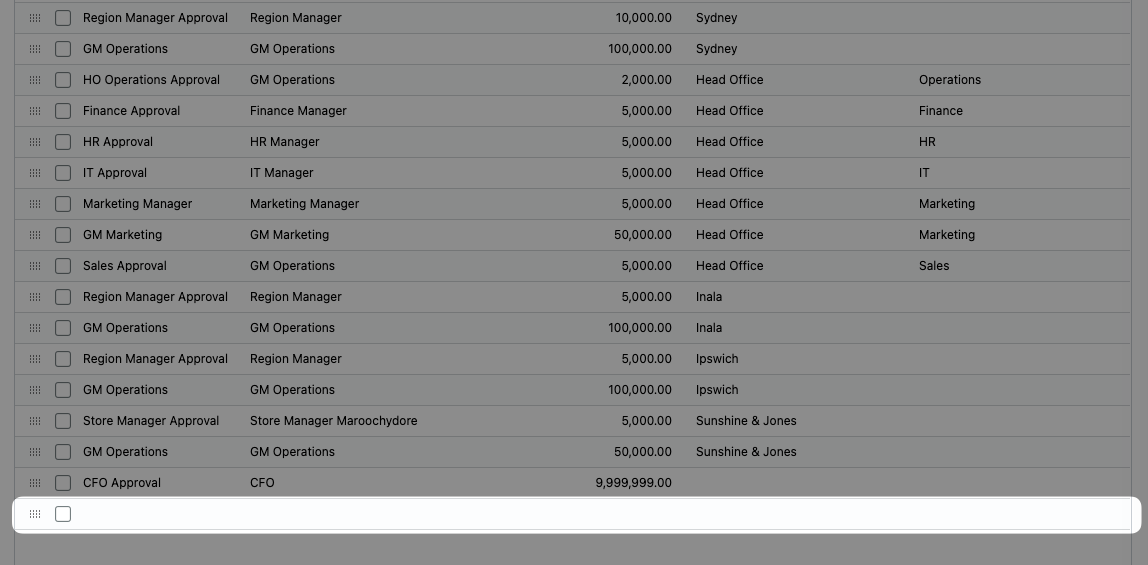 Region Manager Approval Region Manager 10,000.00 Sydney
GM Operations GM Operations 100,000.00 Sydney
HO Operations Approval GM Operations 2,000.00 Head Office Operations
Finance Approval Finance Manager 5,000.00 Head Office Finance
HR Approval HR Manager 5,000.00 Head Office HR
IT Approval IT Manager 5,000.00 Head Office IT
Marketing Manager Marketing Manager 5,000.00 Head Office Marketing
GM Marketing GM Marketing 50,000.00 Head Office Marketing
Sales Approval GM Operations 5,000.00 Head Office Sales
Region Manager Approval Region Manager 5,000.00 Inala
GM Operations GM Operations 100,000.00 Inala
Region Manager Approval Region Manager 5,000.00 Ipswich
GM Operations GM Operations 100,000.00 Ipswich
Store Manager Approval Store Manager Maroochydore 5,000.00 Sunshine & Jones
GM Operations GM Operations 50,000.00 Sunshine & Jones
CFO Approval CFO 9,999,999.00